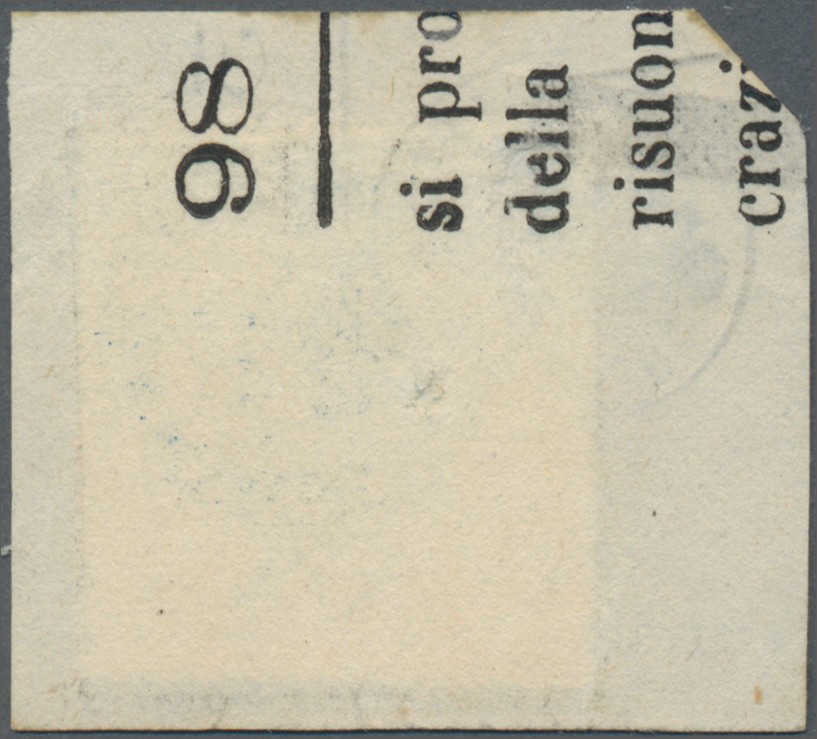 98
si pro
della
risuon
crazi